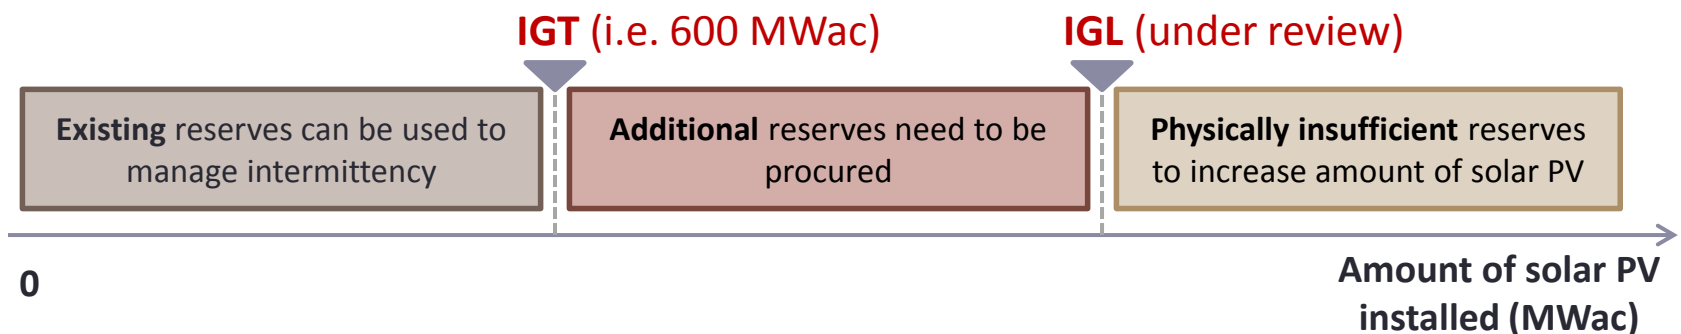 IGT (i.e. 600 MWac)
IGL (under review)
Existing reserves can be used to
manage intermittency
Additional reserves need to be
procured
Physically insufficient reserves
to increase amount of solar PV
0
Amount of solar PV
installed (MWac)